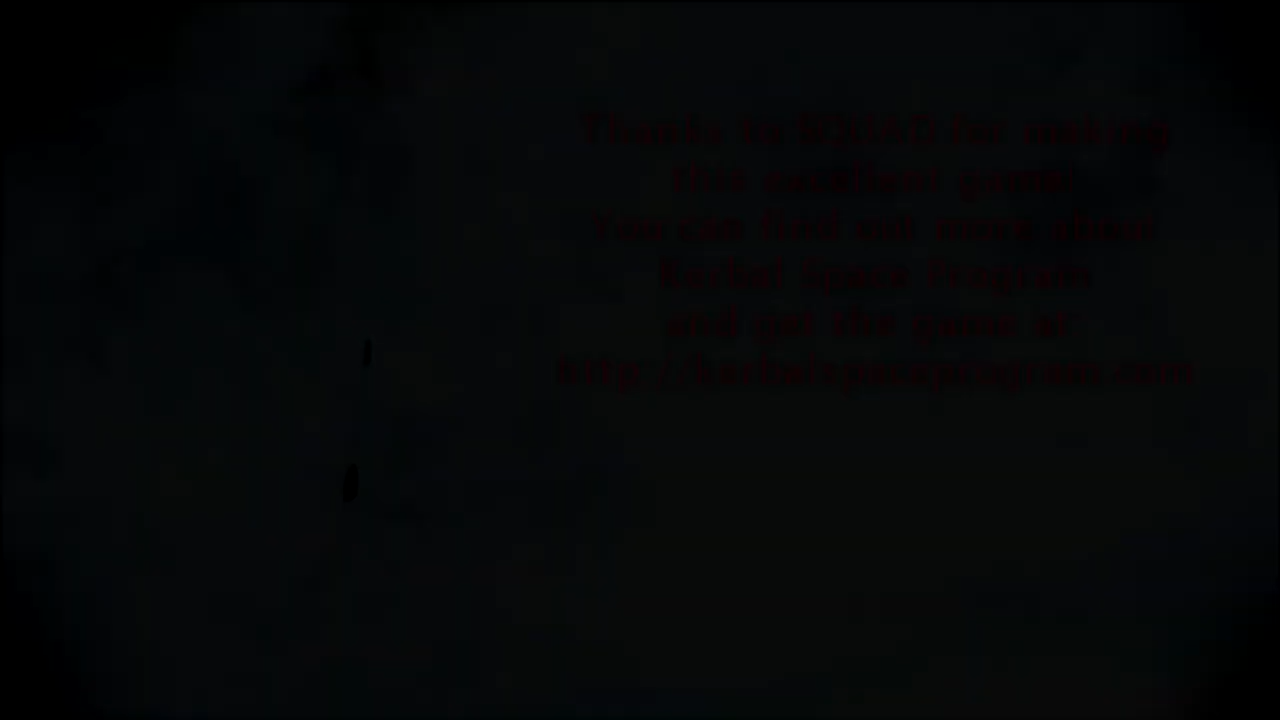 Thanks to SQUAD for making
this excellent game!
You can find out more about
Kerbal Space Program
and get the game at
http://kerbalspaceprogram.com